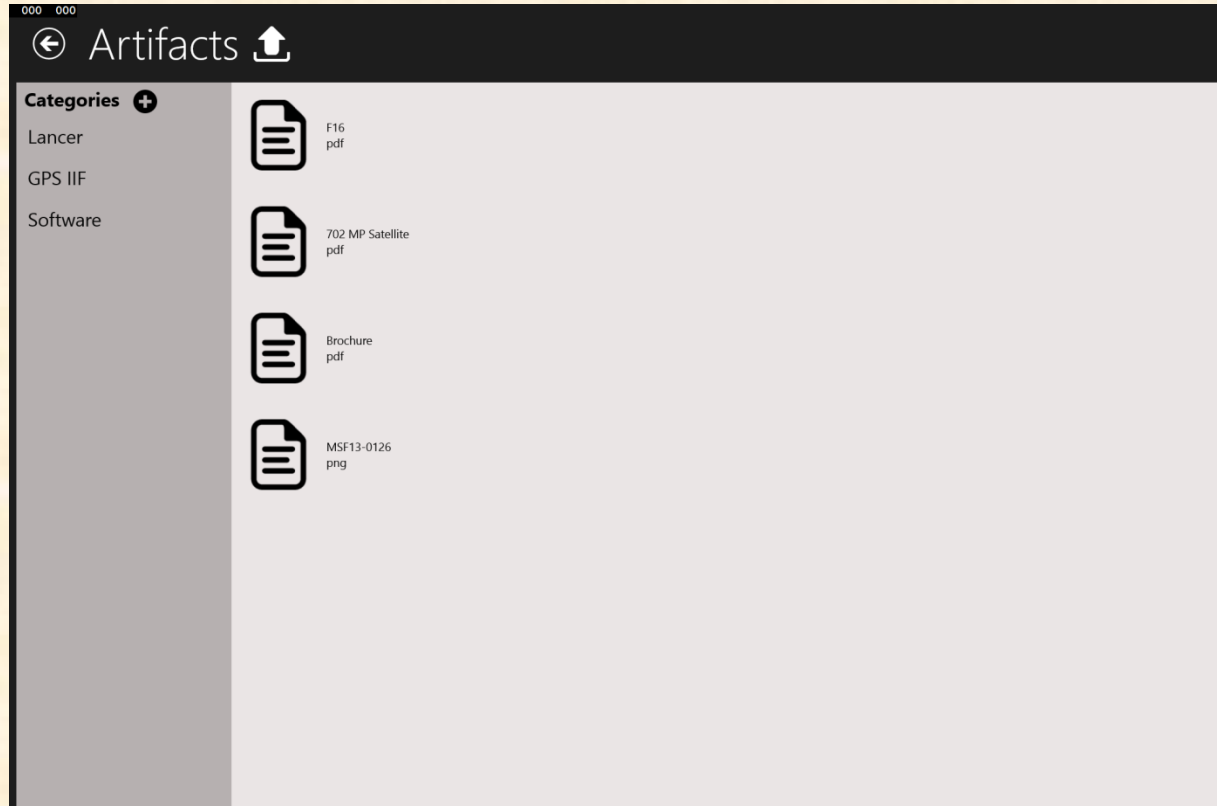 000 000
Artifacts
Categories
Lancer
GPS IIF
Software
F16
pdf
702 MP Satellite
pdf
Brochure
pdf
MSF13-0126
png